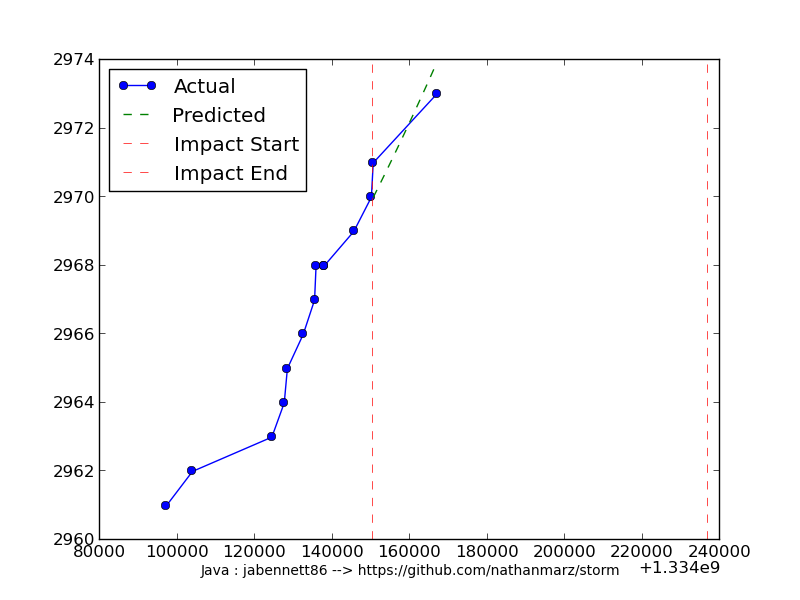 2974
2972
2970
2968
2966
2964
2962
2960
Actual
Predicted
Impact Start
Impact End
80000 100000 120000 140000 160000 180000 200000 220000 240000
+1.334e9
Java : jabennett86 --> https://github.com/nathanmarz/storm